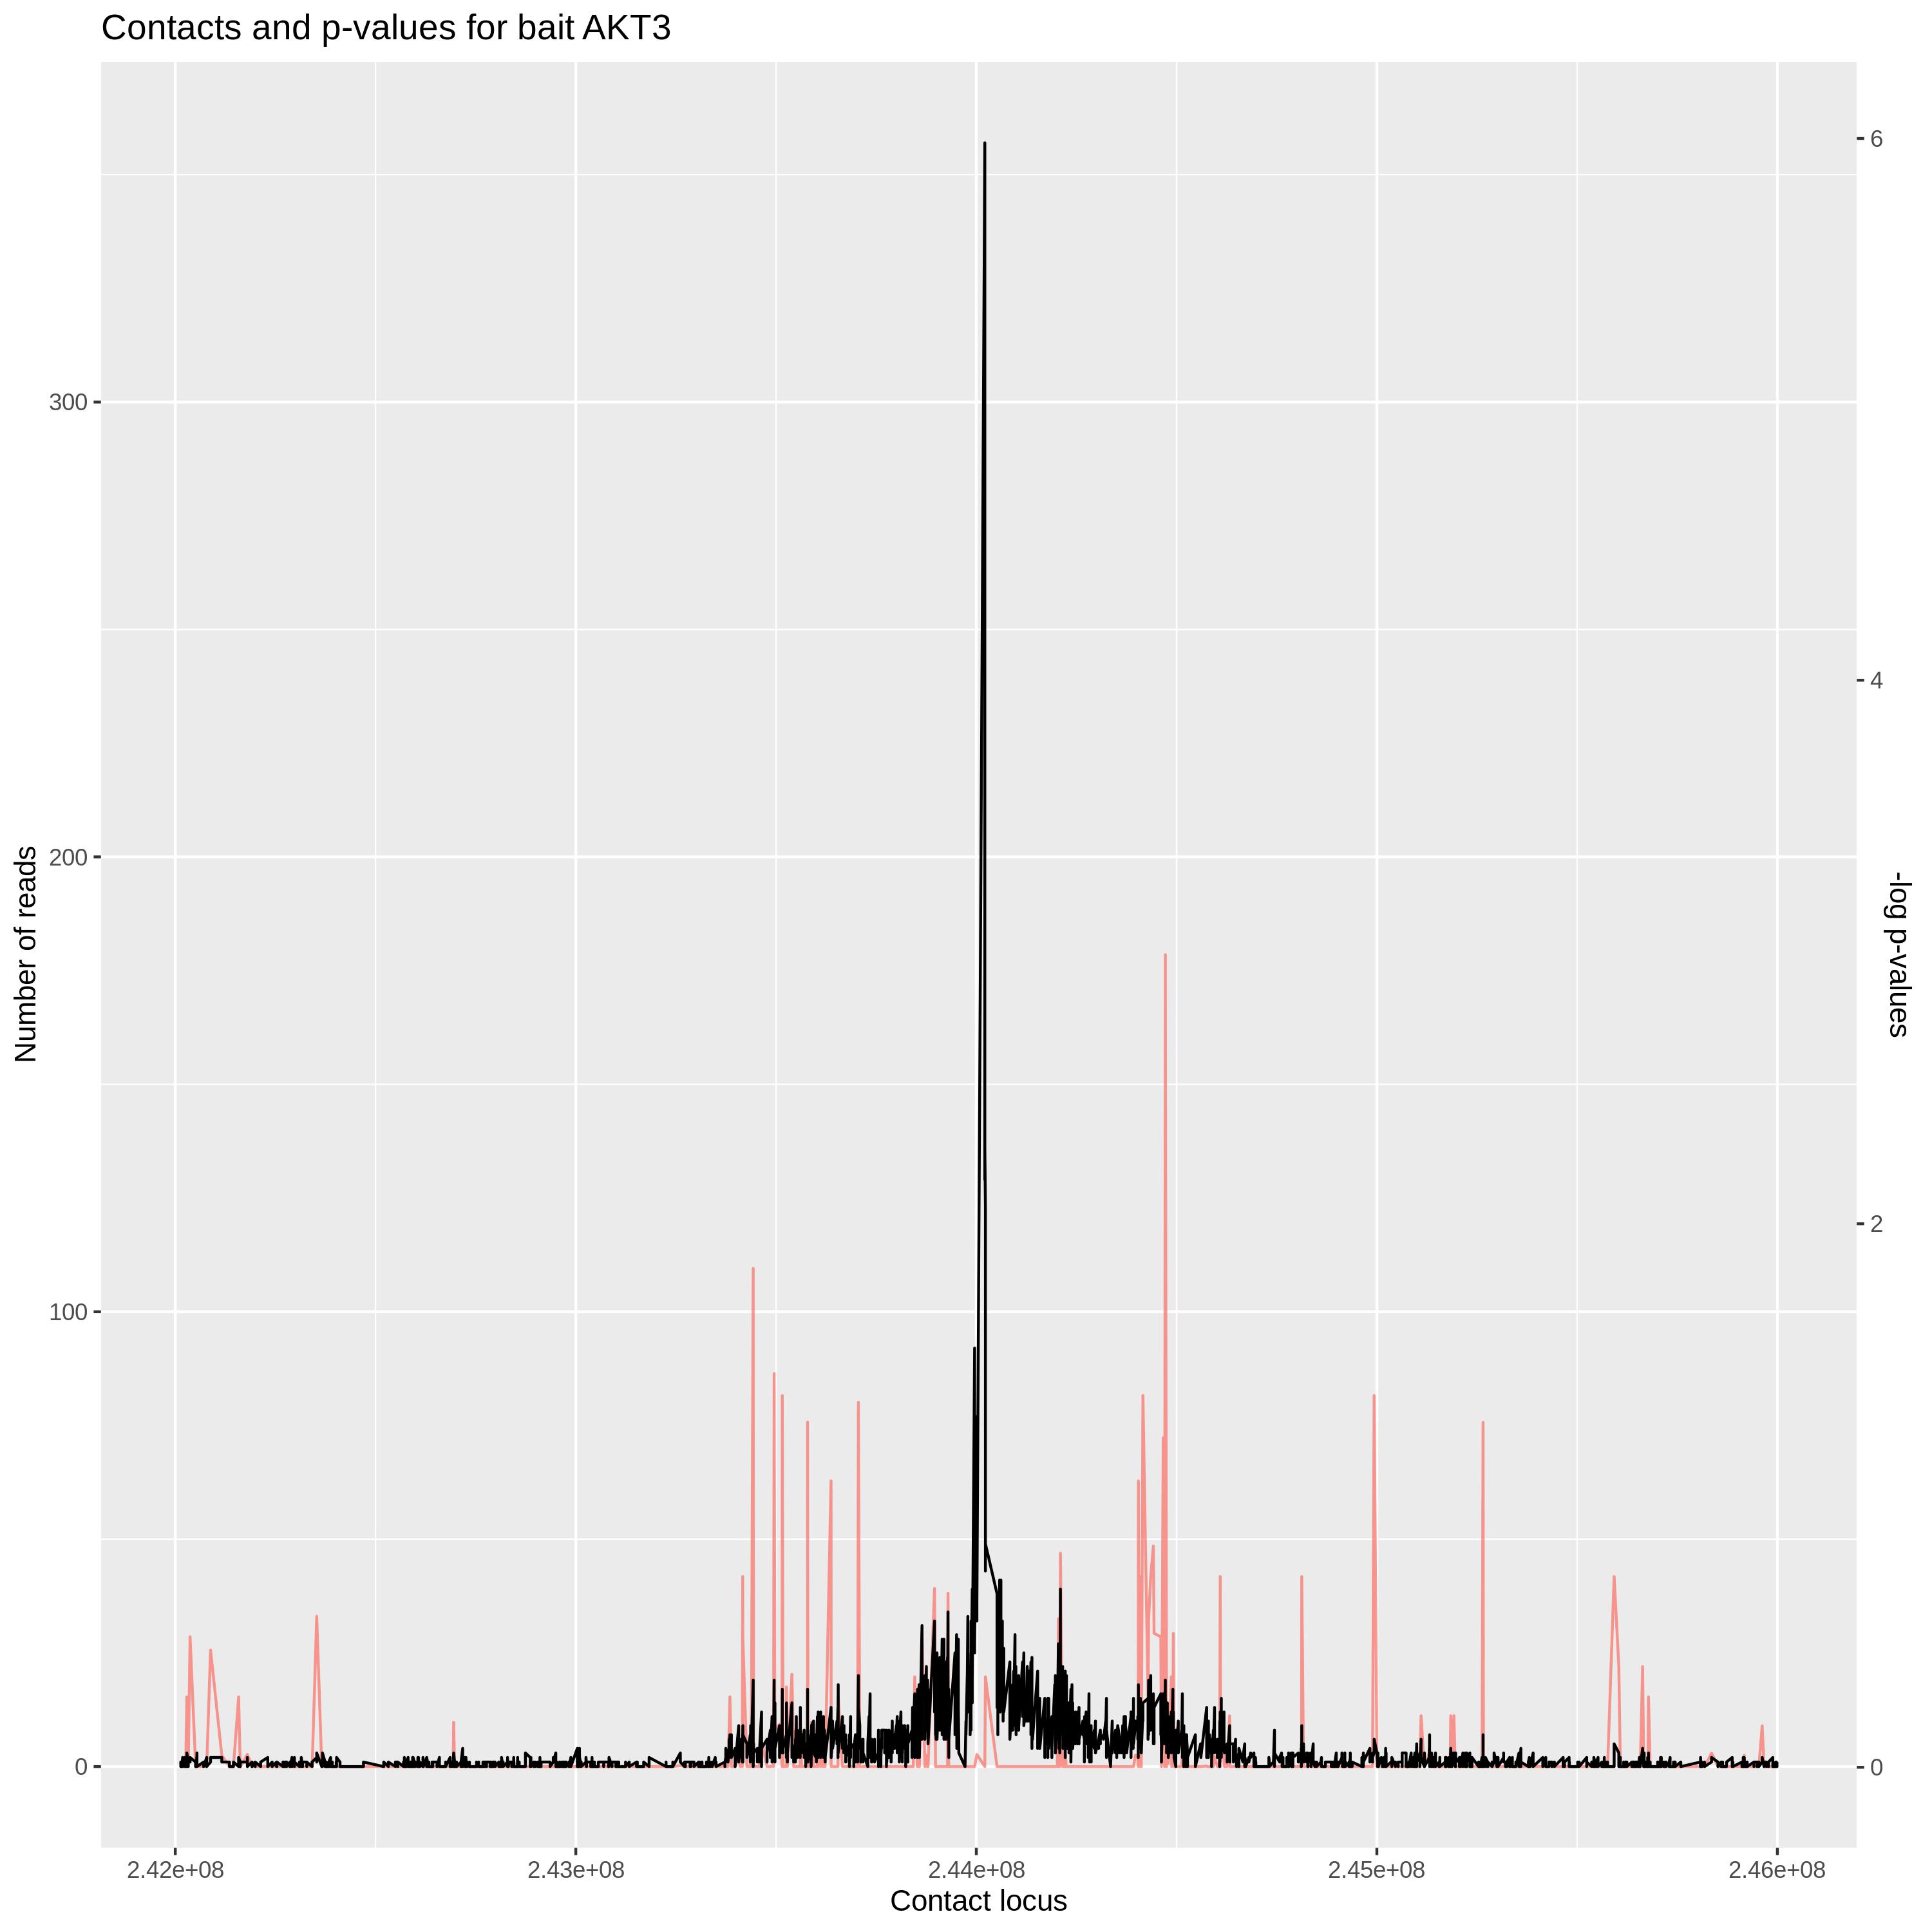 Contacts and p-values for bait AKT3
6
300
4
200
Number of reads
-log p-values
2
100
0
0
2.42e+08
2.43e+08
2.44e+08
2.45e+08
2.46e+08
Contact locus